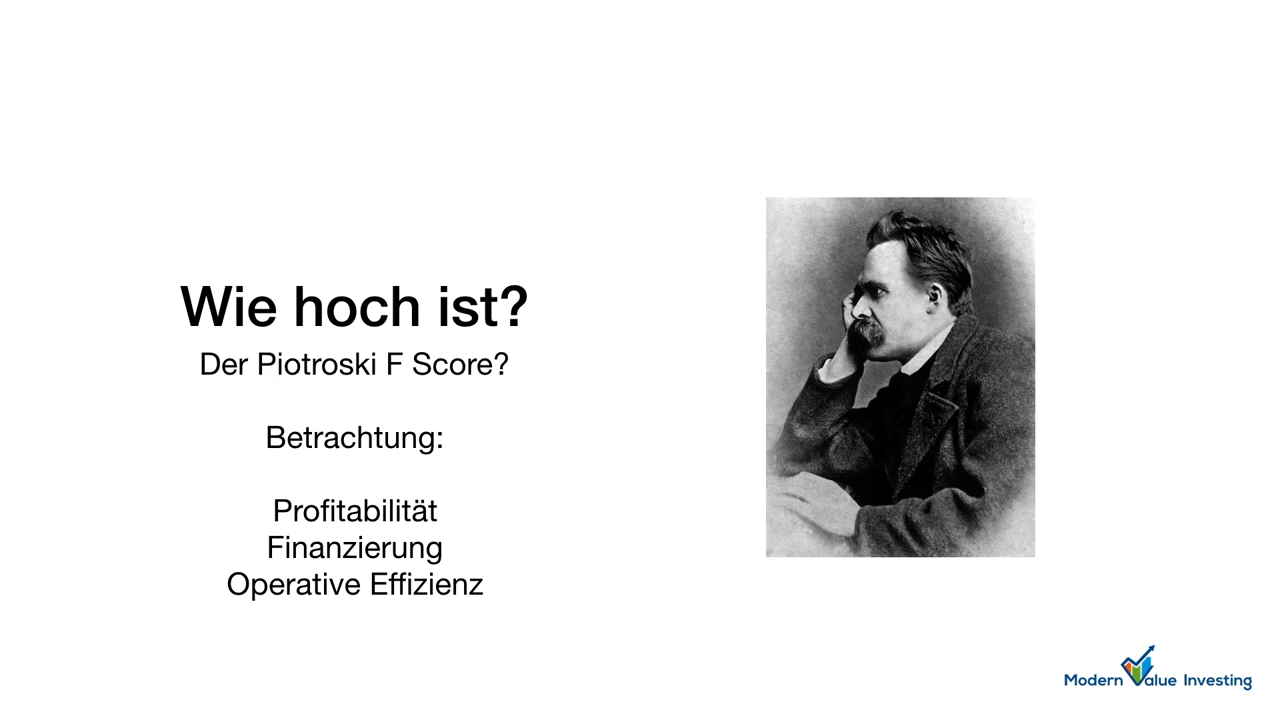 Wie hoch ist?
Der Piotroski F Score?
Betrachtung:
Profitabilität
Finanzierung
Operative Effizienz
Modern Value Investing